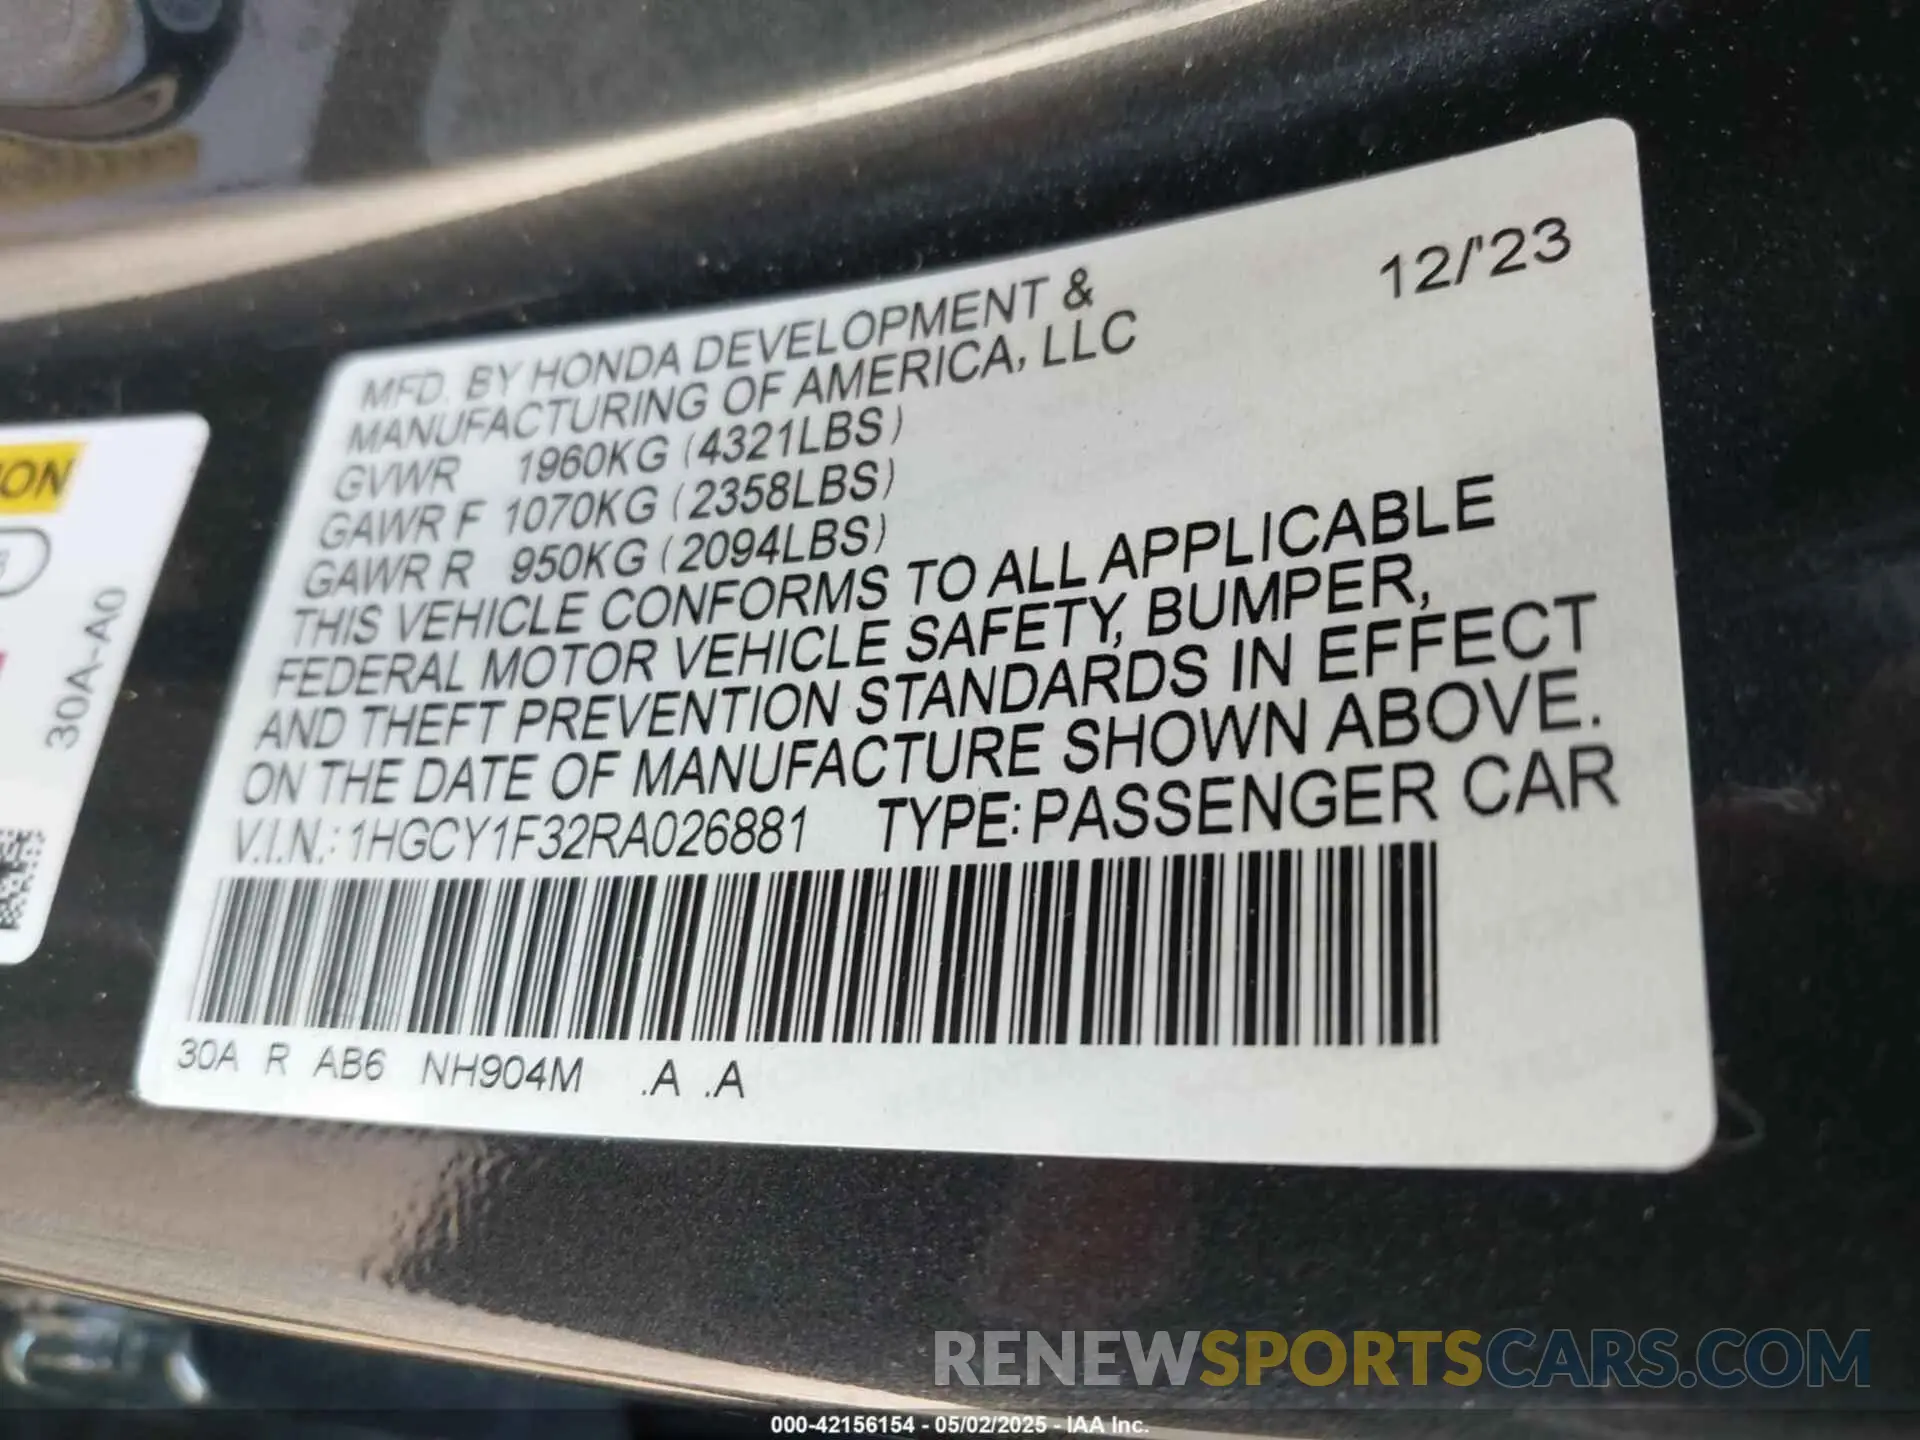 12/'23
MFD. BY HONDA DEVELOPMENT &
MANUFACTURING OF AMERICA, LLC
GVWR 1960KG (4321LBS)
GAWR F 1070KG (2358LBS)
GAWR R 950KG (2094LBS)
THIS VEHICLE CONFORMS TO ALL APPLICABLE
FEDERAL MOTOR VEHICLE SAFETY, BUMPER,
AND THEFT PREVENTION STANDARDS IN EFFECT
ON THE DATE OF MANUFACTURE SHOWN ABOVE.
V.I.N.: 1HGCY1F32RA026881 TYPE: PASSENGER CAR
30A R AB6 NH904M .A .A
30A-A0
RENEWSPORTSCARS.COM
000-42156154 - 05/02/2025 - IAA Inc.